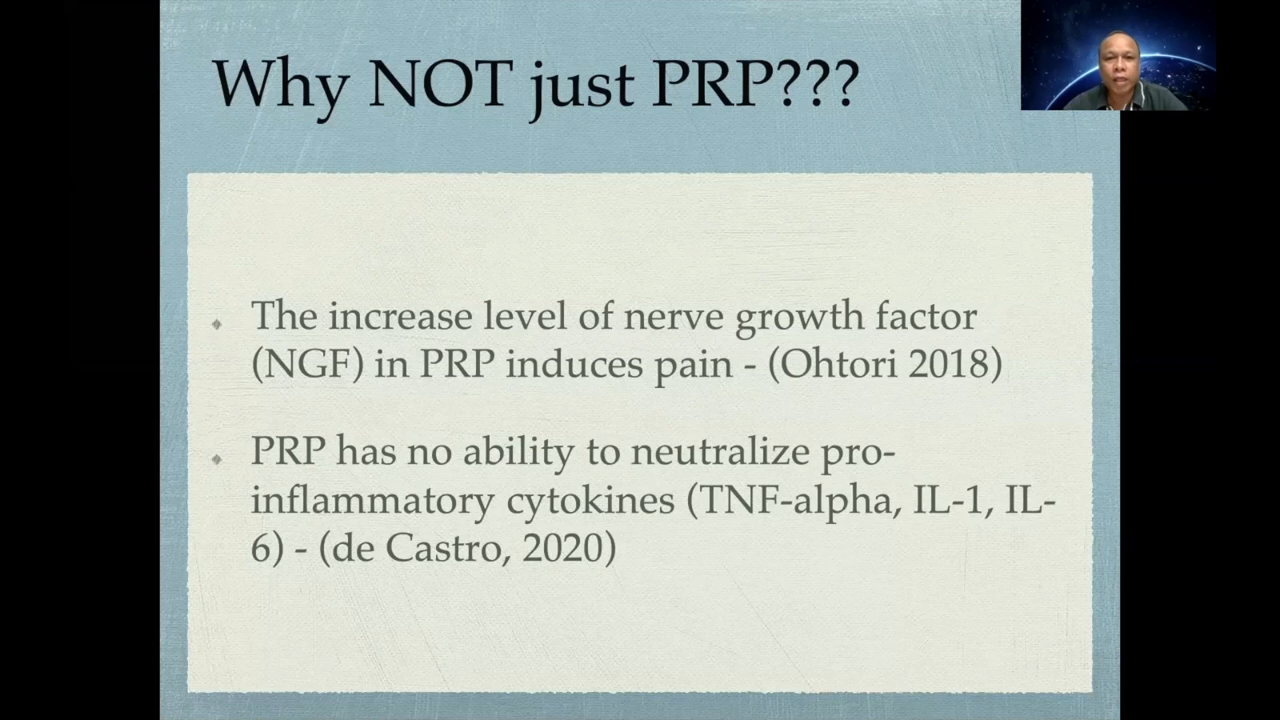 Why NOT just PRP???
The increase level of nerve growth factor
(NGF) in PRP induces pain - (Ohtori 2018)
PRP has no ability to neutralize pro-
inflammatory cytokines (TNF-alpha, IL-1, IL-
6) - (de Castro, 2020)